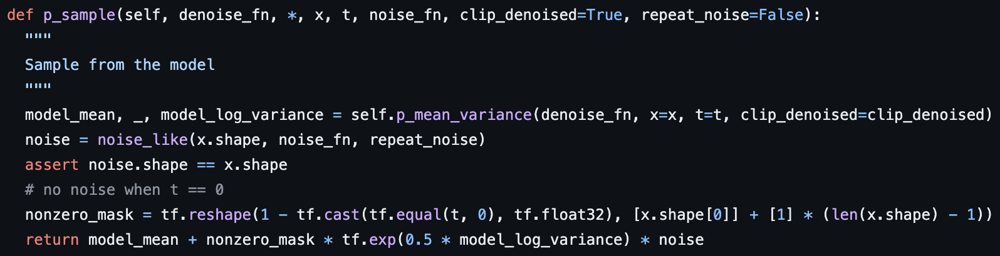 def p_sample(self, denoise_fn, *, x, t, noise_fn, clip_denoised=True, repeat_noise=False):
  """
  Sample from the model
  """
  model_mean, _, model_log_variance = self.p_mean_variance(denoise_fn, x=x, t=t, clip_denoised=clip_denoised)
  noise = noise_like(x.shape, noise_fn, repeat_noise)
  assert noise.shape == x.shape
  # no noise when t == 0
  nonzero_mask = tf.reshape(1 - tf.cast(tf.equal(t, 0), tf.float32), [x.shape[0]] + [1] * (len(x.shape) - 1))
  return model_mean + nonzero_mask * tf.exp(0.5 * model_log_variance) * noise